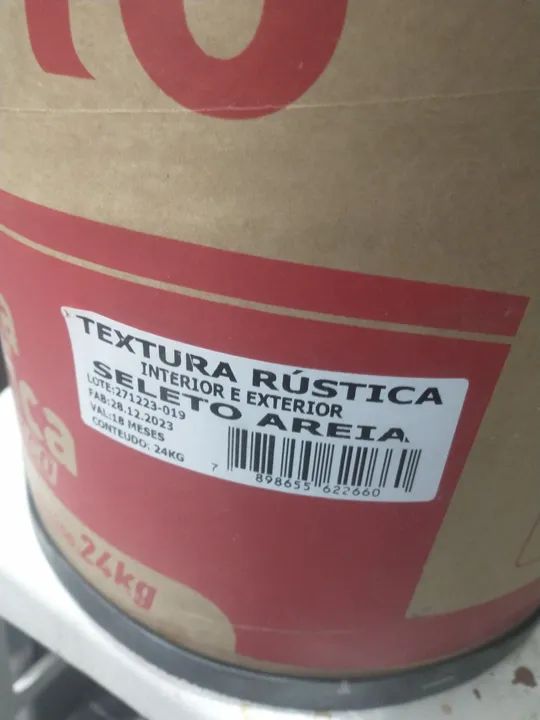 TEXTURA RÚSTICA
INTERIOR E EXTERIOR
SELETO AREIA
LOTE:271223-019
FAB:28.12.2023
VAL:18 MESES
CONTEUDO: 24KG
7 898655 622660
24kg